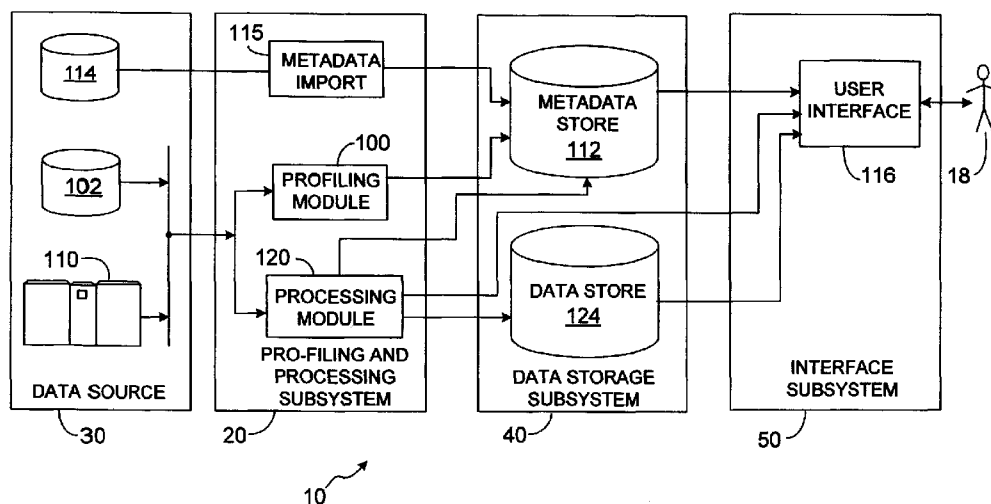 115
114
METADATA
IMPORT
METADATA
STORE
112
USER
INTERFACE
116
18
102
100
PROFILING
MODULE
110
120
PROCESSING
MODULE
DATA STORE
124
DATA SOURCE
30
PRO-FILING AND
PROCESSING
SUBSYSTEM
20
DATA STORAGE
SUBSYSTEM
40
INTERFACE
SUBSYSTEM
50
10